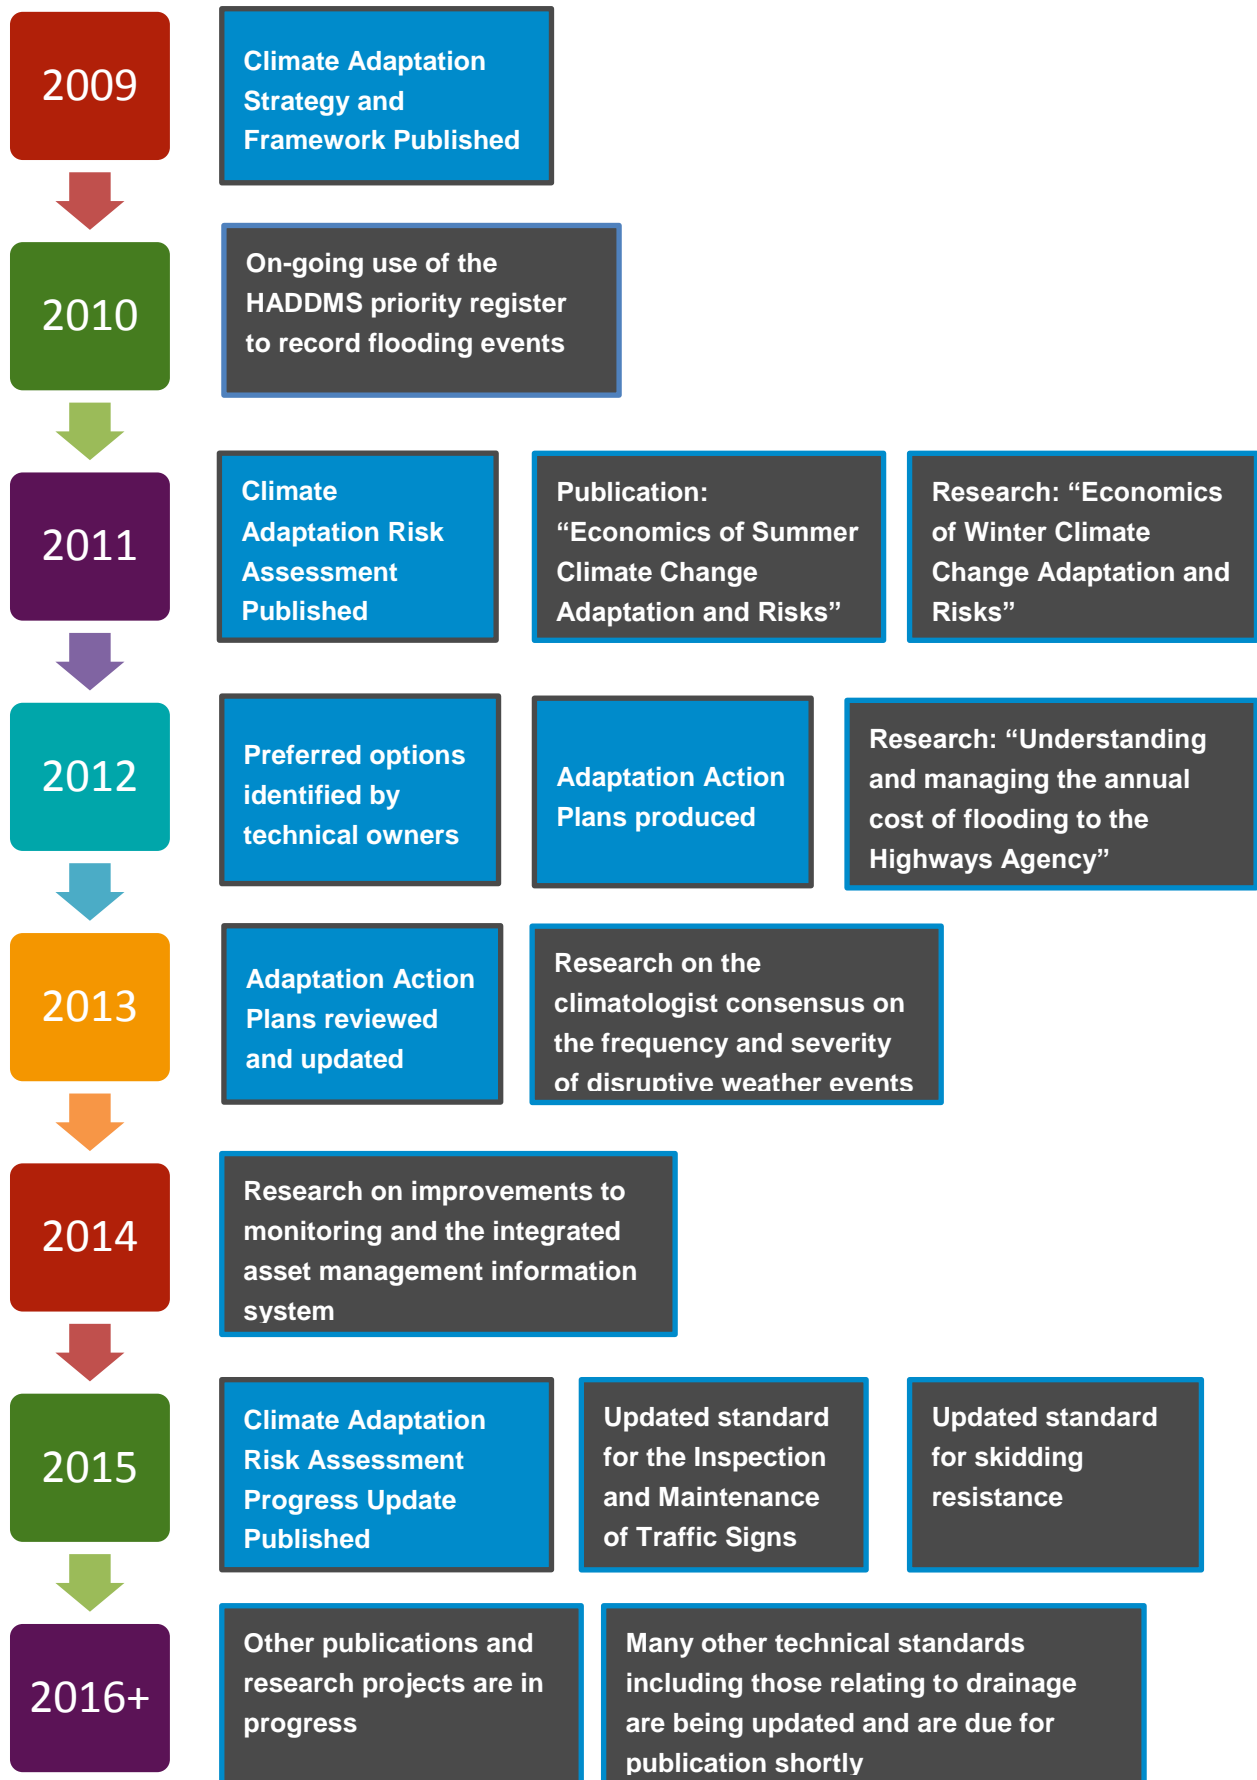 2009
Climate Adaptation
Strategy and
Framework Published
2010
On-going use of the
HADDMS priority register
to record flooding events
2011
Climate
Adaptation Risk
Assessment
Published
Publication:
“Economics of Summer
Climate Change
Adaptation and Risks”
Research: “Economics
of Winter Climate
Change Adaptation and
Risks”
2012
Preferred options
identified by
technical owners
Adaptation Action
Plans produced
Research: “Understanding
and managing the annual
cost of flooding to the
Highways Agency”
2013
Adaptation Action
Plans reviewed
and updated
Research on the
climatologist consensus on
the frequency and severity
of disruptive weather events
2014
Research on improvements to
monitoring and the integrated
asset management information
system
2015
Climate Adaptation
Risk Assessment
Progress Update
Published
Updated standard
for the Inspection
and Maintenance
of Traffic Signs
Updated standard
for skidding
resistance
2016+
Other publications and
research projects are in
progress
Many other technical standards
including those relating to drainage
are being updated and are due for
publication shortly